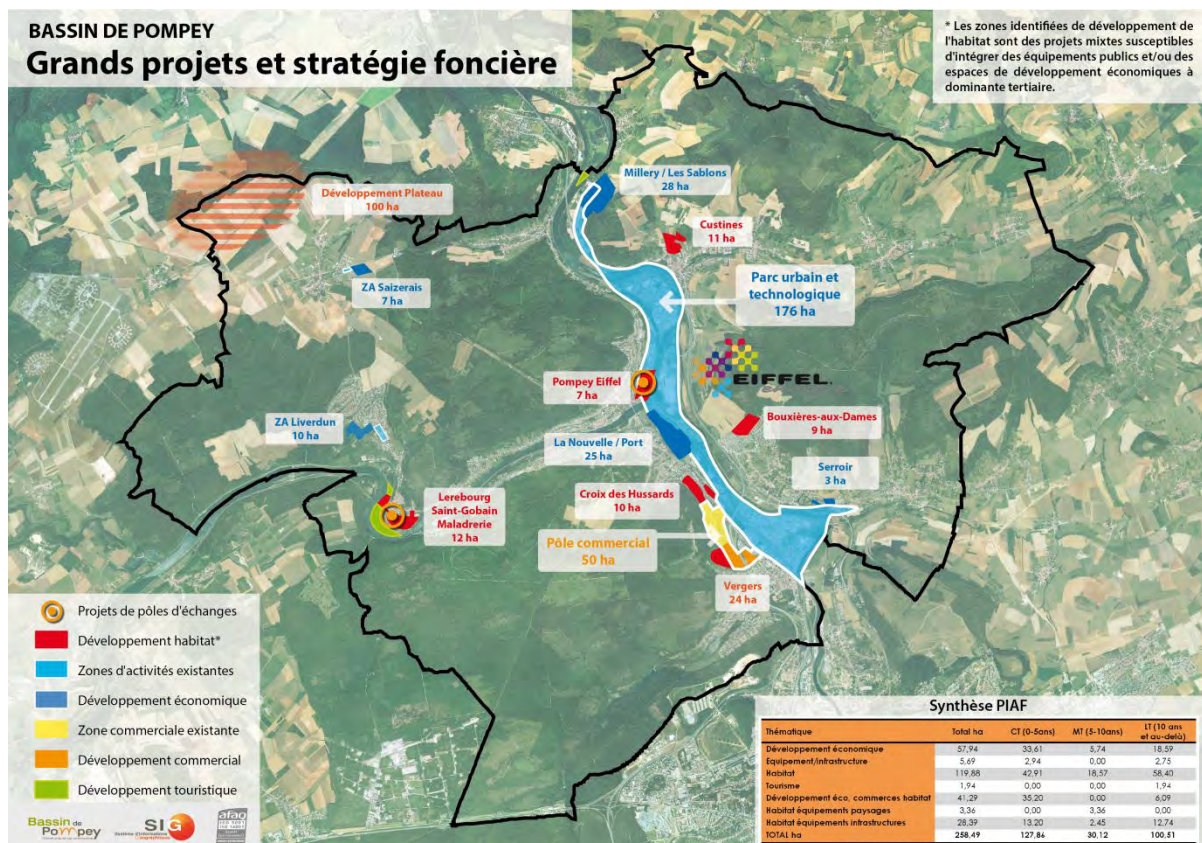 BASSIN DE POMPEY
Grands projets et stratégie foncière
* Les zones identifiées de développement de
l'habitat sont des projets mixtes susceptibles
d'intégrer des équipements publics et/ou des
espaces de développement économiques à
dominante tertiaire.
Développement Plateau
100 ha
Millery / Les Sablons
28 ha
Custines
11 ha
ZA Saizerais
7 ha
Parc urbain et
technologique
176 ha
EIFFEL
Pompey Eiffel
7 ha
ZA Liverdun
10 ha
Bouxières-aux-Dames
9 ha
La Nouvelle / Port
25 ha
Serroir
3 ha
Croix des Hussards
10 ha
Lerebourg
Saint-Gobain
Maladrerie
12 ha
Pôle commercial
50 ha
Vergers
24 ha
Projets de pôles d'échanges
Développement habitat*
Zones d'activités existantes
Développement économique
Zone commerciale existante
Développement commercial
Développement touristique
Bassin de
Pompey
SIG
afaq
Synthèse PIAF
Thématique Total ha CT (0-5ans) MT (5-10ans) LT (10 ans
et au-delà)
Développement économique 57,94 33,61 5,74 18,59
Equipement/infrastructure 5,69 2,94 0,00 2,75
Habitat 119,88 42,91 18,57 58,40
Tourisme 1,94 0,00 0,00 1,94
Développement éco, commerces habitat 41,29 35,20 0,00 6,09
Habitat équipements paysages 3,36 0,00 3,36 0,00
Habitat équipements infrastructures 28,39 13,20 2,45 12,74
TOTAL ha 258,49 127,86 30,12 100,51